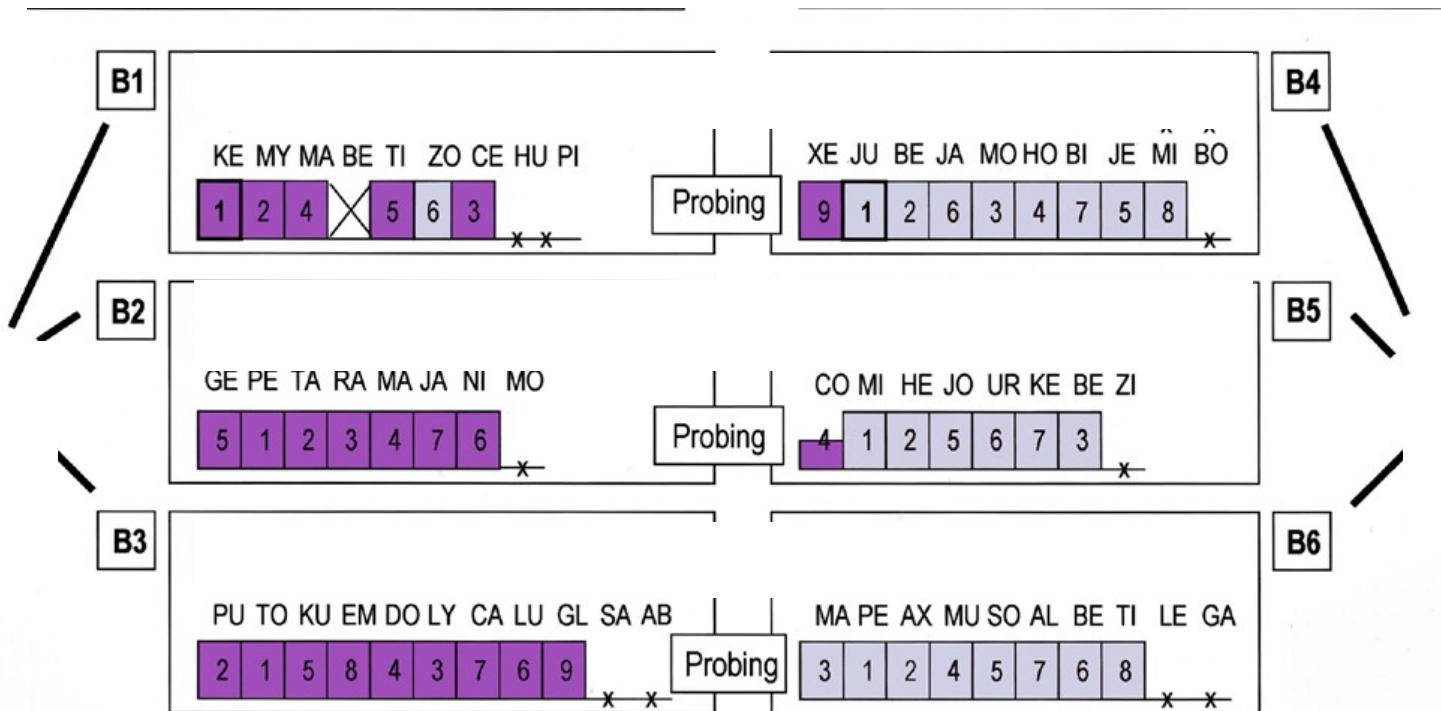 B1
KE MY MA BE TI ZO CE HU PI
1 2 4 5 6 3
x x
Probing
XE JU BE JA MO HO BI JE MI BO
9 1 2 6 3 4 7 5 8
x
B4
B2
GE PE TA RA MA JA NI MO
5 1 2 3 4 7 6
x
Probing
CO MI HE JO UR KE BE ZI
4 1 2 5 6 7 3
x
B5
B3
PU TO KU EM DO LY CA LU GL SA AB
2 1 5 8 4 3 7 6 9
x x
Probing
MA PE AX MU SO AL BE TI LE GA
3 1 2 4 5 7 6 8
x x
B6